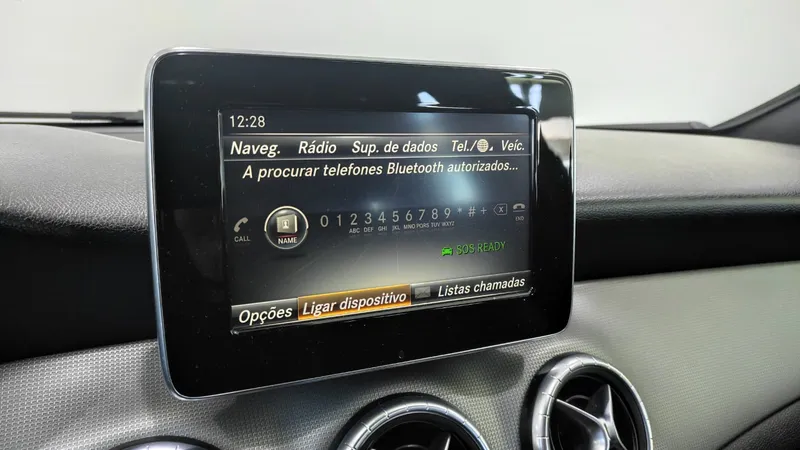 12:28
Naveg. Rádio Sup. de dados Tel./ Veíc.
A procurar telefones Bluetooth autorizados...
CALL NAME 0 1 2 3 4 5 6 7 8 9 * # + X END
ABC DEF GHI JKL MNO PQRS TUV WXYZ
SOS READY
Opções Ligar dispositivo Listas chamadas